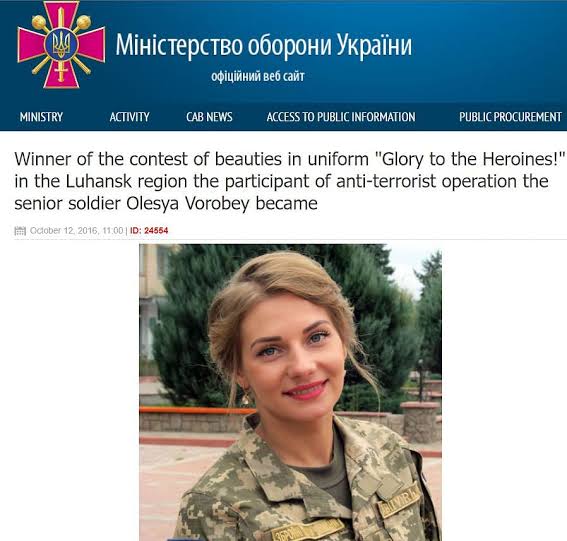 Міністерство оборони України
офіційний веб сайт
MINISTRY ACTIVITY CAB NEWS ACCESS TO PUBLIC INFORMATION PUBLIC PROCUREMENT
Winner of the contest of beauties in uniform "Glory to the Heroines!"
in the Luhansk region the participant of anti-terrorist operation the
senior soldier Olesya Vorobey became
October 12, 2016, 11:00 | ID: 24554